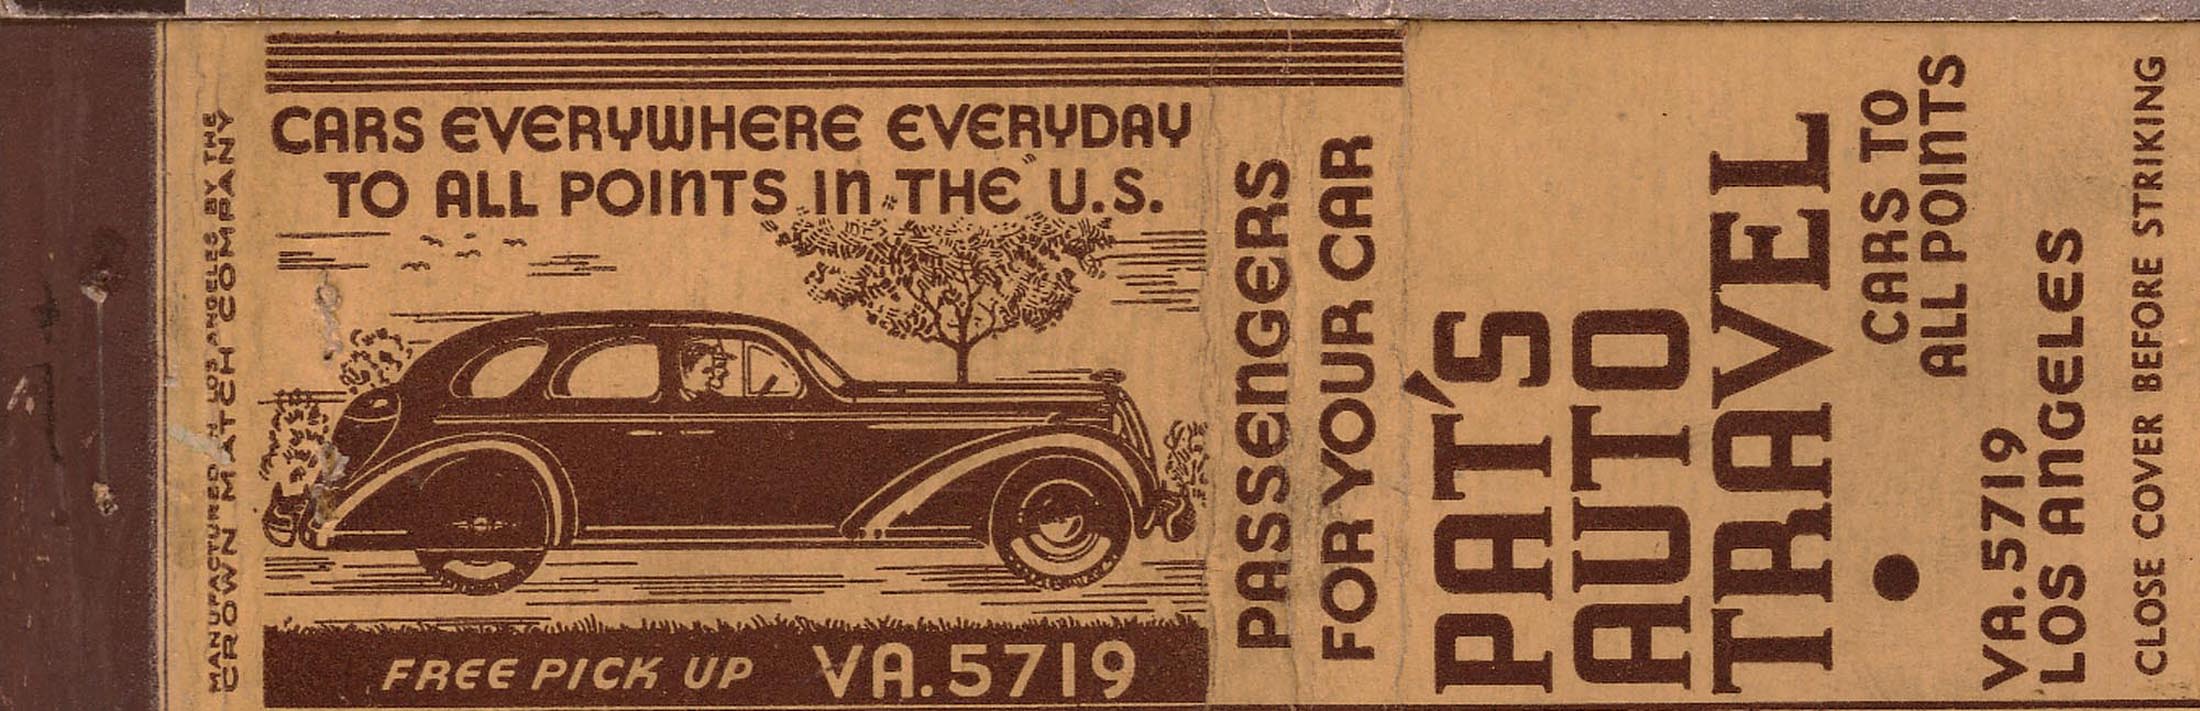 MANUFACTURED IN LOS ANGELES BY THE
CROWN MATCH COMPANY
CARS EVERYWHERE EVERYDAY
TO ALL POINTS IN THE U.S.
FREE PICK UP VA.5719
PASSENGERS
FOR YOUR CAR
PAT'S
AUTO
TRAVEL
CARS TO
ALL POINTS
VA.5719
LOS ANGELES
CLOSE COVER BEFORE STRIKING